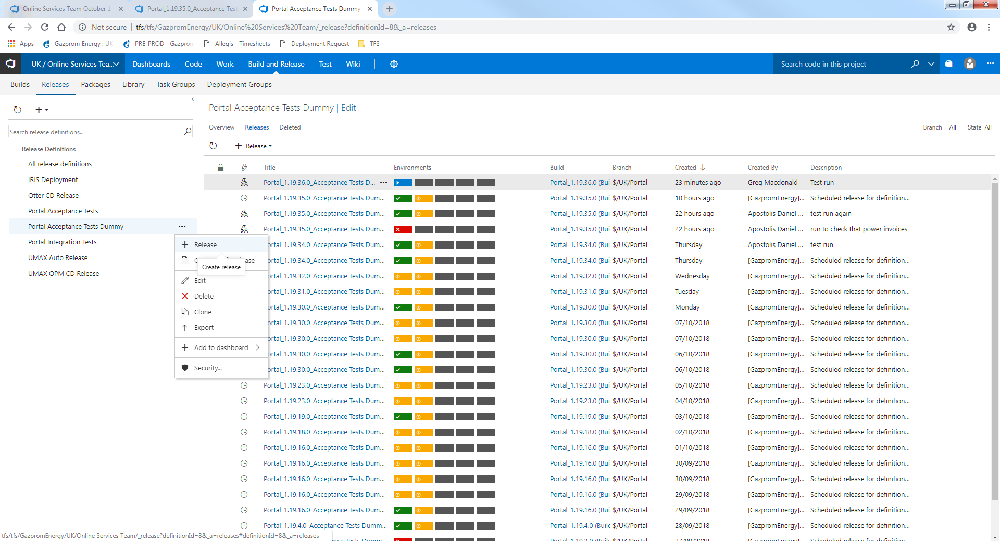 Online Services Team October 1
Portal_1.19.35.0_Acceptance Test
Portal Acceptance Tests Dummy
Not secure
tfs/tfs/GazpromEnergy/UK/Online%20Services%20Team/_release?definitionId=8&_a=releases
Apps
Gazprom Energy : UK
PRE-PROD - Gazprom
Allegis - Timesheets
Deployment Request
TFS
UK / Online Services Tea...
Dashboards
Code
Work
Build and Release
Test
Wiki
Search code in this project
Builds
Releases
Packages
Library
Task Groups
Deployment Groups
Search release definitions...
Release Definitions
All release definitions
IRIS Deployment
Otter CD Release
Portal Acceptance Tests
Portal Acceptance Tests Dummy
Portal Integration Tests
UMAX Auto Release
UMAX OPM CD Release
Release
Create release
Edit
Delete
Clone
Export
Add to dashboard
Security...
Portal Acceptance Tests Dummy | Edit
Overview
Releases
Deleted
Branch All
State All
Release
Title Environments Build Branch Created Created By Description
Portal_1.19.36.0_Acceptance Tests D... Portal_1.19.36.0 (Bui $/UK/Portal 23 minutes ago Greg Macdonald Test run
Portal_1.19.35.0_Acceptance Tests Dum... Portal_1.19.35.0 (Bui $/UK/Portal 10 hours ago [GazpromEnergy]... Scheduled release for definition...
Portal_1.19.35.0_Acceptance Tests Dum... Portal_1.19.35.0 (Bui $/UK/Portal 22 hours ago Apostolis Daniel ... test run again
Portal_1.19.35.0_Acceptance Tests Dum... Portal_1.19.35.0 (Bui $/UK/Portal 22 hours ago Apostolis Daniel ... run to check that power invoices
ortal_1.19.34.0_Acceptance Tests Dum... Portal_1.19.34.0 (Bui $/UK/Portal Thursday Apostolis Daniel ... test run
ortal_1.19.34.0_Acceptance Tests Dum... Portal_1.19.34.0 (Bui $/UK/Portal Thursday [GazpromEnergy]... Scheduled release for definition...
ortal_1.19.32.0_Acceptance Tests Dum... Portal_1.19.32.0 (Bui $/UK/Portal Wednesday [GazpromEnergy]... Scheduled release for definition...
ortal_1.19.31.0_Acceptance Tests Dum... Portal_1.19.31.0 (Bui $/UK/Portal Tuesday [GazpromEnergy]... Scheduled release for definition...
ortal_1.19.30.0_Acceptance Tests Dum... Portal_1.19.30.0 (Bui $/UK/Portal Monday [GazpromEnergy]... Scheduled release for definition...
ortal_1.19.30.0_Acceptance Tests Dum... Portal_1.19.30.0 (Bui $/UK/Portal 07/10/2018 [GazpromEnergy]... Scheduled release for definition...
ortal_1.19.30.0_Acceptance Tests Dum... Portal_1.19.30.0 (Bui $/UK/Portal 07/10/2018 [GazpromEnergy]... Scheduled release for definition...
ortal_1.19.30.0_Acceptance Tests Dum... Portal_1.19.30.0 (Bui $/UK/Portal 06/10/2018 [GazpromEnergy]... Scheduled release for definition...
ortal_1.19.30.0_Acceptance Tests Dum... Portal_1.19.30.0 (Bui $/UK/Portal 06/10/2018 [GazpromEnergy]... Scheduled release for definition...
Portal_1.19.23.0_Acceptance Tests Dum... Portal_1.19.23.0 (Bui $/UK/Portal 05/10/2018 [GazpromEnergy]... Scheduled release for definition...
Portal_1.19.23.0_Acceptance Tests Dum... Portal_1.19.23.0 (Bui $/UK/Portal 04/10/2018 [GazpromEnergy]... Scheduled release for definition...
Portal_1.19.19.0_Acceptance Tests Dum... Portal_1.19.19.0 (Bui $/UK/Portal 03/10/2018 [GazpromEnergy]... Scheduled release for definition...
Portal_1.19.18.0_Acceptance Tests Dum... Portal_1.19.18.0 (Bui $/UK/Portal 02/10/2018 [GazpromEnergy]... Scheduled release for definition...
Portal_1.19.16.0_Acceptance Tests Dum... Portal_1.19.16.0 (Bui $/UK/Portal 01/10/2018 [GazpromEnergy]... Scheduled release for definition...
Portal_1.19.16.0_Acceptance Tests Dum... Portal_1.19.16.0 (Bui $/UK/Portal 30/09/2018 [GazpromEnergy]... Scheduled release for definition...
Portal_1.19.16.0_Acceptance Tests Dum... Portal_1.19.16.0 (Bui $/UK/Portal 30/09/2018 [GazpromEnergy]... Scheduled release for definition...
Portal_1.19.16.0_Acceptance Tests Dum... Portal_1.19.16.0 (Bui $/UK/Portal 29/09/2018 [GazpromEnergy]... Scheduled release for definition...
Portal_1.19.16.0_Acceptance Tests Dum... Portal_1.19.16.0 (Bui $/UK/Portal 29/09/2018 [GazpromEnergy]... Scheduled release for definition...
Portal_1.19.4.0_Acceptance Tests Dumm... Portal_1.19.4.0 (Builc $/UK/Portal 28/09/2018 [GazpromEnergy]... Scheduled release for definition...
tfs/tfs/GazpromEnergy/UK/Online Services Team/_release?definitionId=8&_a=releases#definitionId=8&_a=releases